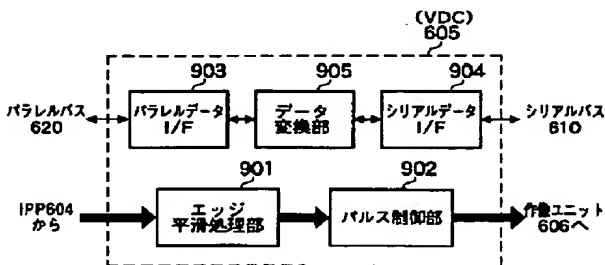 (VDC)
605
903
905
904
パラレルバス
620
パラレルデータ
I/F
データ
変換部
シリアルデータ
I/F
シリアルバス
610
901
902
IPP604
から
エッジ
平滑処理部
パルス制御部
作像ユニット
606へ